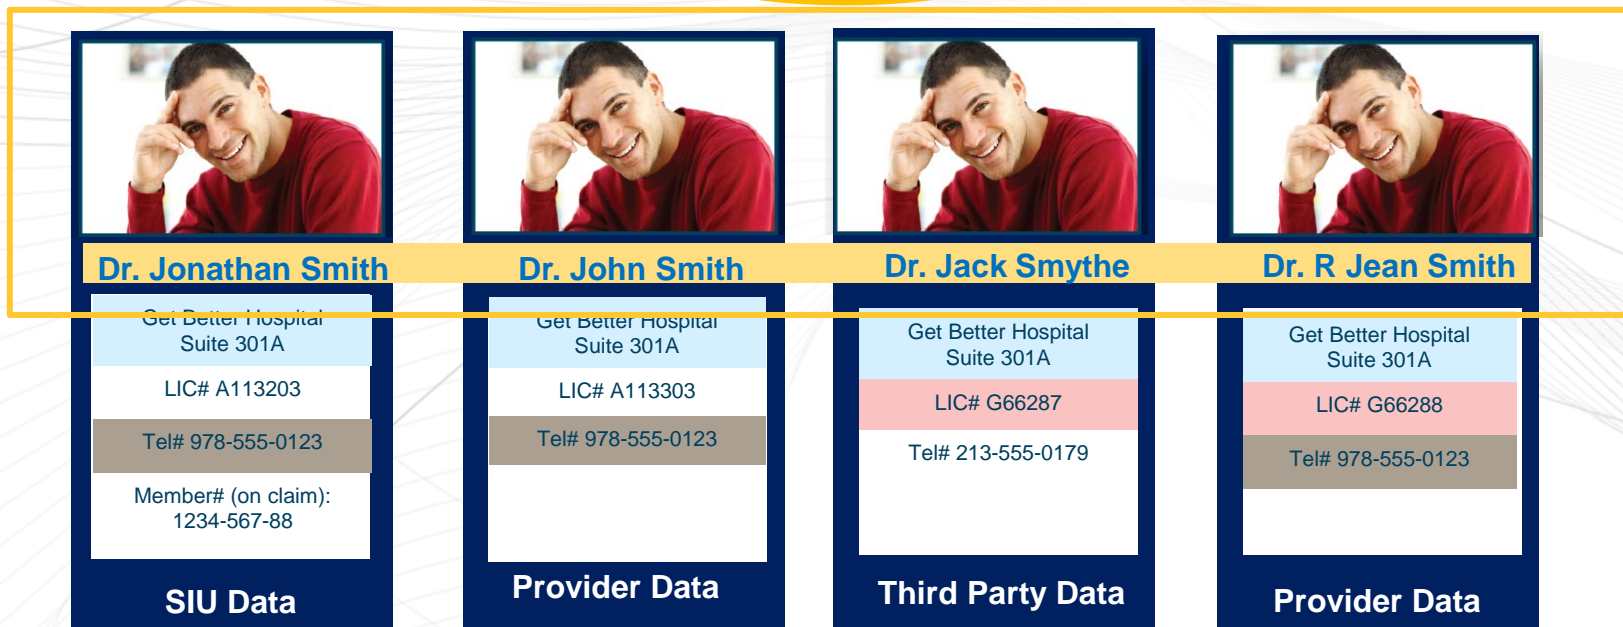 Dr. Jonathan Smith
Get Better Hospital
Suite 301A
LIC# A113203
Tel# 978-555-0123
Member# (on claim):
1234-567-88
SIU Data
Dr. John Smith
Get Better Hospital
Suite 301A
LIC# A113303
Tel# 978-555-0123
Provider Data
Dr. Jack Smythe
Get Better Hospital
Suite 301A
LIC# G66287
Tel# 213-555-0179
Third Party Data
Dr. R Jean Smith
Get Better Hospital
Suite 301A
LIC# G66288
Tel# 978-555-0123
Provider Data